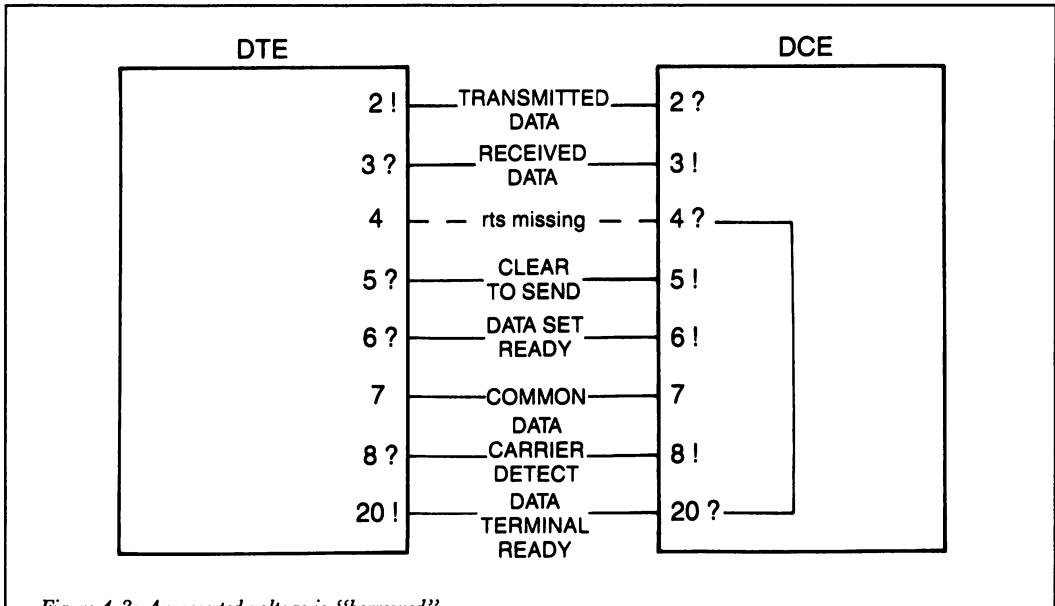 DTE DCE
2 ! TRANSMITTED 2 ?
DATA
3 ? RECEIVED 3 !
DATA
4 rts missing 4 ?
5 ? CLEAR 5 !
TO SEND
6 ? DATA SET 6 !
READY
7 COMMON 7
DATA
8 ? CARRIER 8 !
DETECT
DATA
20 ! TERMINAL 20 ?
READY